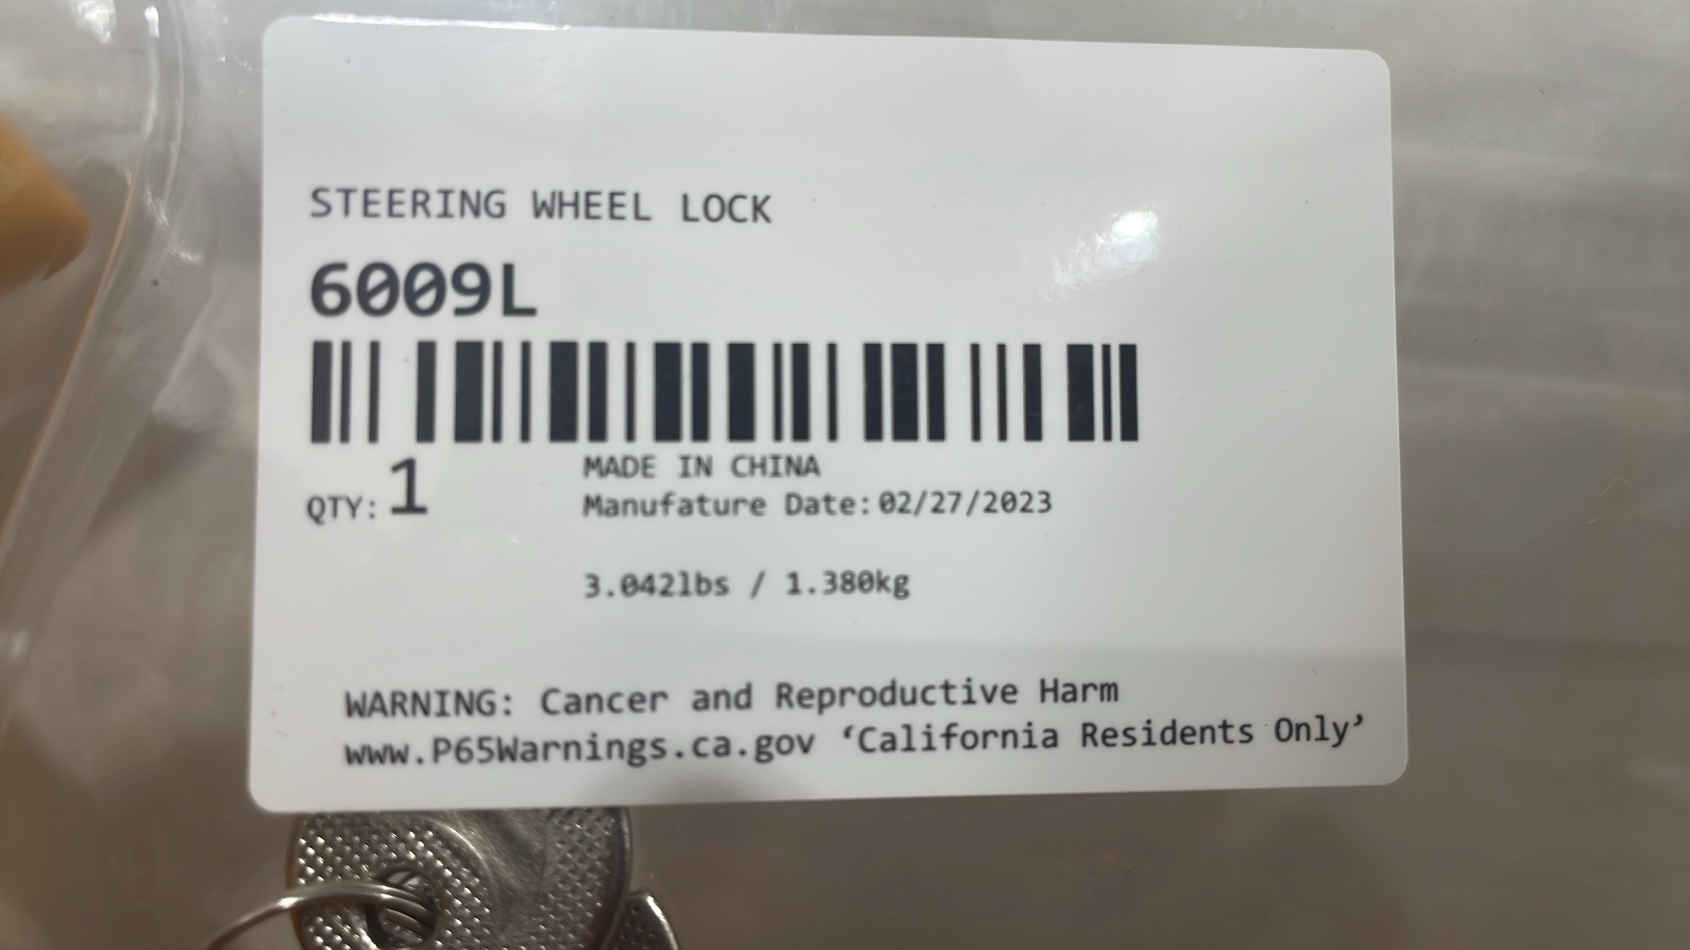 STEERING WHEEL LOCK
6009L
QTY: 1
MADE IN CHINA
Manufature Date: 02/27/2023
3.042lbs / 1.380kg
WARNING: Cancer and Reproductive Harm
www.P65Warnings.ca.gov ‘California Residents Only’